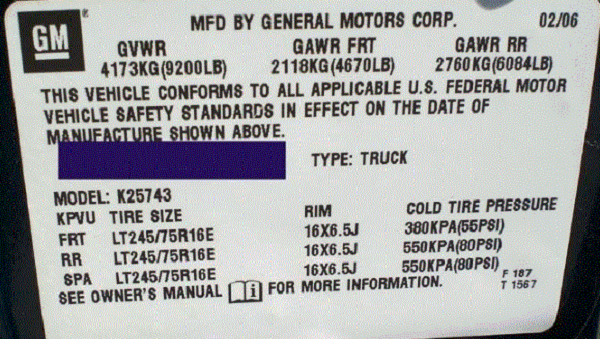 GM
MFD BY GENERAL MOTORS CORP. 02/06
GVWR GAWR FRT GAWR RR
4173KG(9200LB) 2118KG(4670LB) 2760KG(6084LB)
THIS VEHICLE CONFORMS TO ALL APPLICABLE U.S. FEDERAL MOTOR
VEHICLE SAFETY STANDARDS IN EFFECT ON THE DATE OF
MANUFACTURE SHOWN ABOVE.
TYPE: TRUCK
MODEL: K25743
KPVU TIRE SIZE RIM COLD TIRE PRESSURE
FRT LT245/75R16E 16X6.5J 380KPA(55PSI)
RR LT245/75R16E 16X6.5J 550KPA(80PSI)
SPA LT245/75R16E 16X6.5J 550KPA(80PSI)
SEE OWNER'S MANUAL i FOR MORE INFORMATION. F 187
T 1567